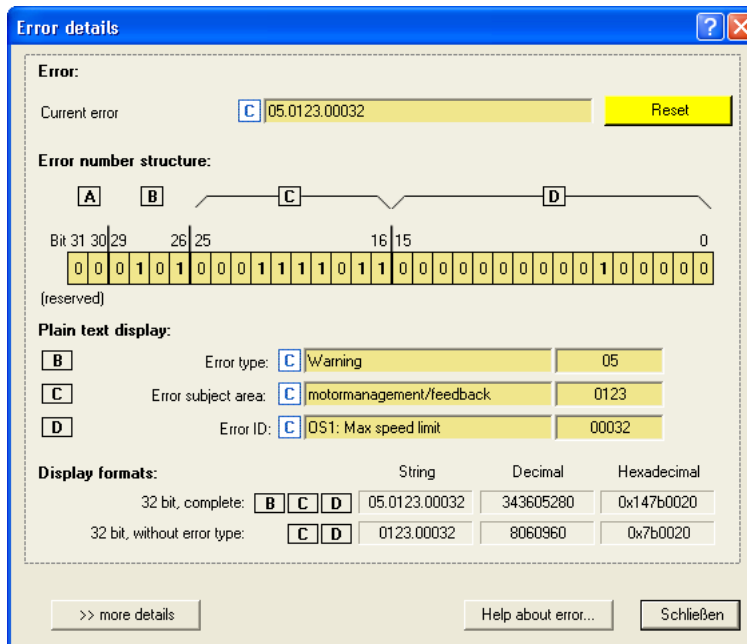 Error details
Error:
Current error C 05.0123.00032 Reset
Error number structure:
A B C D
Bit 31 30 29 26 25 16 15 0
0 0 0 1 0 1 0 0 0 1 1 1 1 0 1 1 0 0 0 0 0 0 0 0 0 0 1 0 0 0 0 0
(reserved)
Plain text display:
B Error type: C Warning 05
C Error subject area: C motormanagement/feedback 0123
D Error ID: C OS1: Max speed limit 00032
Display formats: String Decimal Hexadecimal
32 bit, complete: B C D 05.0123.00032 343605280 0x147b0020
32 bit, without error type: C D 0123.00032 8060960 0x7b0020
>> more details Help about error... Schließen